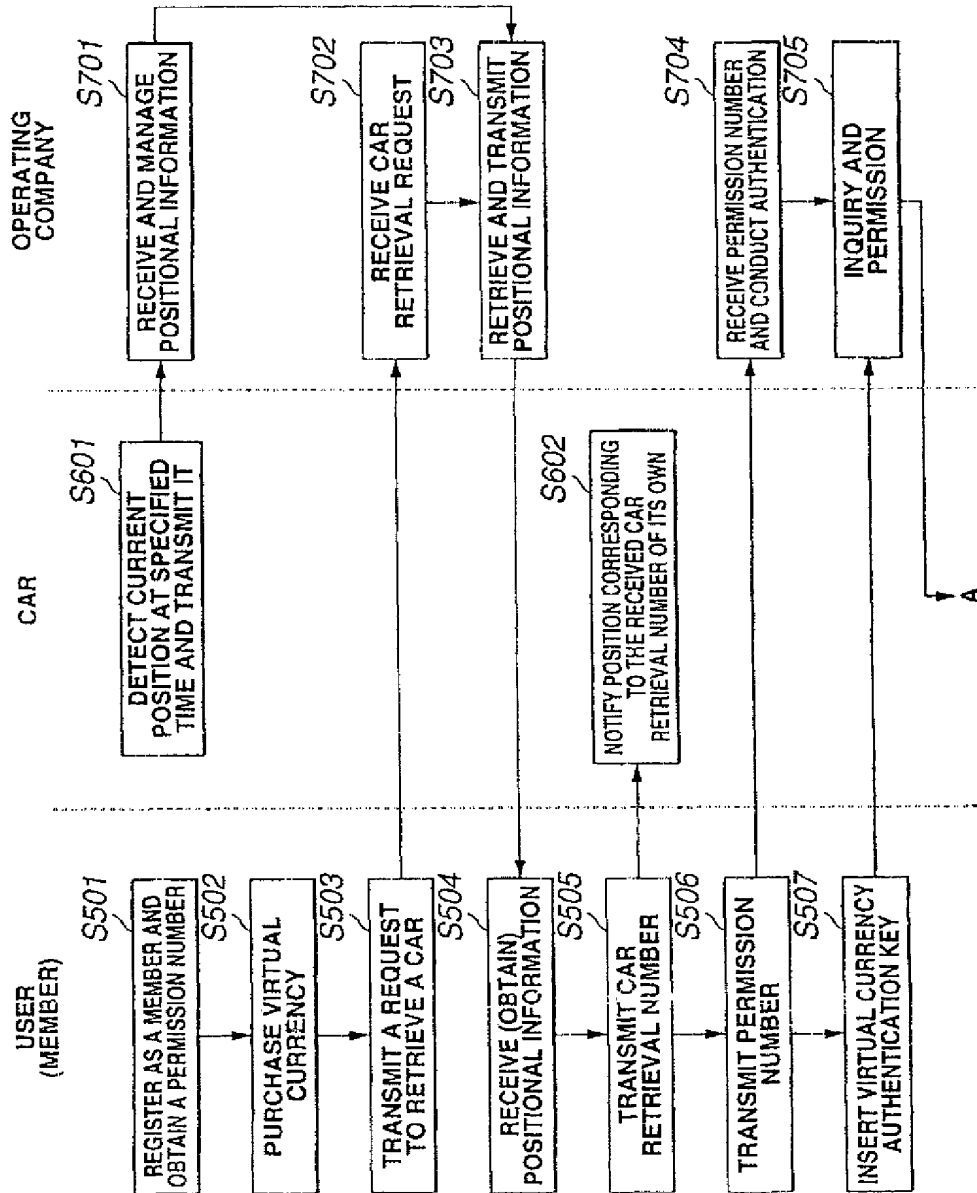 USER
(MEMBER)
CAR
OPERATING
COMPANY
S501
REGISTER AS A MEMBER AND
OBTAIN A PERMISSION NUMBER
S502
PURCHASE VIRTUAL
CURRENCY
S503
TRANSMIT A REQUEST
TO RETRIEVE A CAR
S504
RECEIVE (OBTAIN)
POSITIONAL INFORMATION
S505
TRANSMIT CAR
RETRIEVAL NUMBER
S506
TRANSMIT PERMISSION
NUMBER
S507
INSERT VIRTUAL CURRENCY
AUTHENTICATION KEY
S601
DETECT CURRENT
POSITION AT SPECIFIED
TIME AND TRANSMIT IT
S602
NOTIFY POSITION CORRESPONDING
TO THE RECEIVED CAR
RETRIEVAL NUMBER OF ITS OWN
A
S701
RECEIVE AND MANAGE
POSITIONAL INFORMATION
S702
RECEIVE CAR
RETRIEVAL REQUEST
S703
RETRIEVE AND TRANSMIT
POSITIONAL INFORMATION
S704
RECEIVE PERMISSION NUMBER
AND CONDUCT AUTHENTICATION
S705
INQUIRY AND
PERMISSION